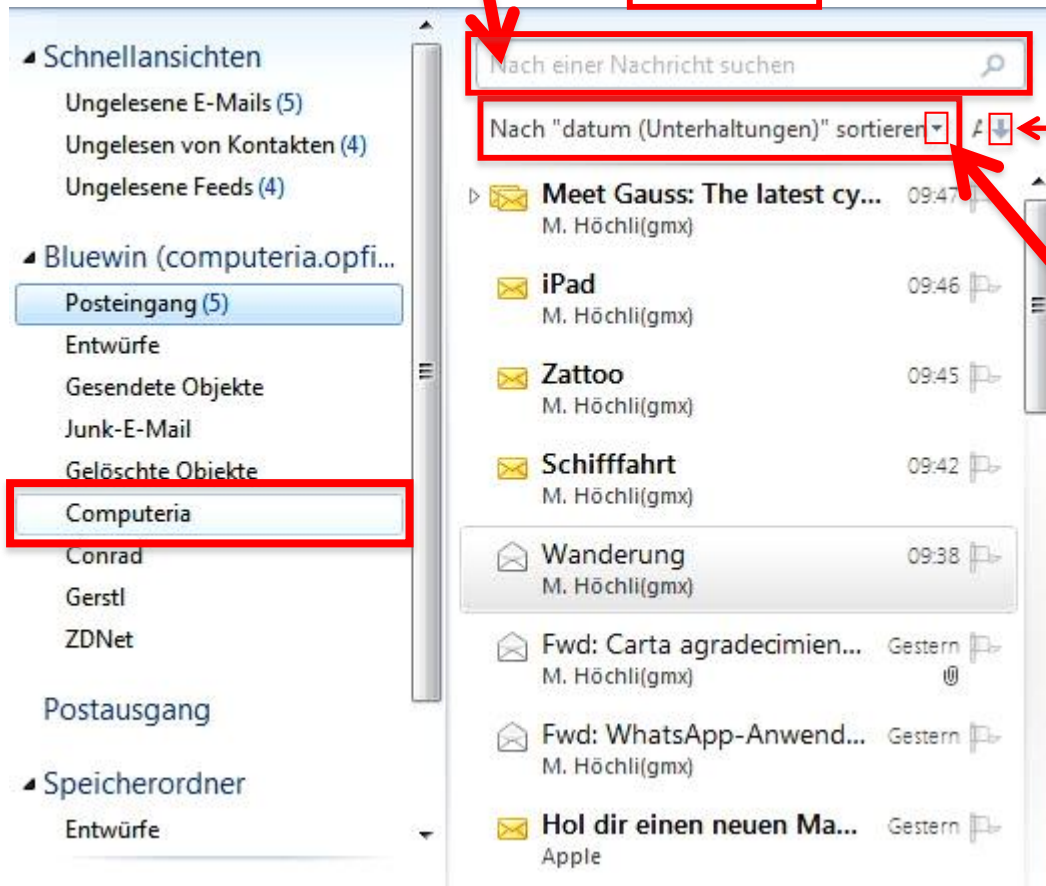 Schnellansichten
Ungelesene E-Mails (5)
Ungelesen von Kontakten (4)
Ungelesene Feeds (4)
Bluewin (computeria.opfi...
Posteingang (5)
Entwürfe
Gesendete Objekte
Junk-E-Mail
Gelöschte Objekte
Computeria
Conrad
Gerstl
ZDNet
Postausgang
Speicherordner
Entwürfe
Nach einer Nachricht suchen
Nach "datum (Unterhaltungen)" sortieren
Meet Gauss: The latest cy... 09:47
M. Höchli(gmx)
iPad 09:46
M. Höchli(gmx)
Zattoo 09:45
M. Höchli(gmx)
Schifffahrt 09:42
M. Höchli(gmx)
Wanderung 09:38
M. Höchli(gmx)
Fwd: Carta agradecimien... Gestern
M. Höchli(gmx)
Fwd: WhatsApp-Anwend... Gestern
M. Höchli(gmx)
Hol dir einen neuen Ma... Gestern
Apple